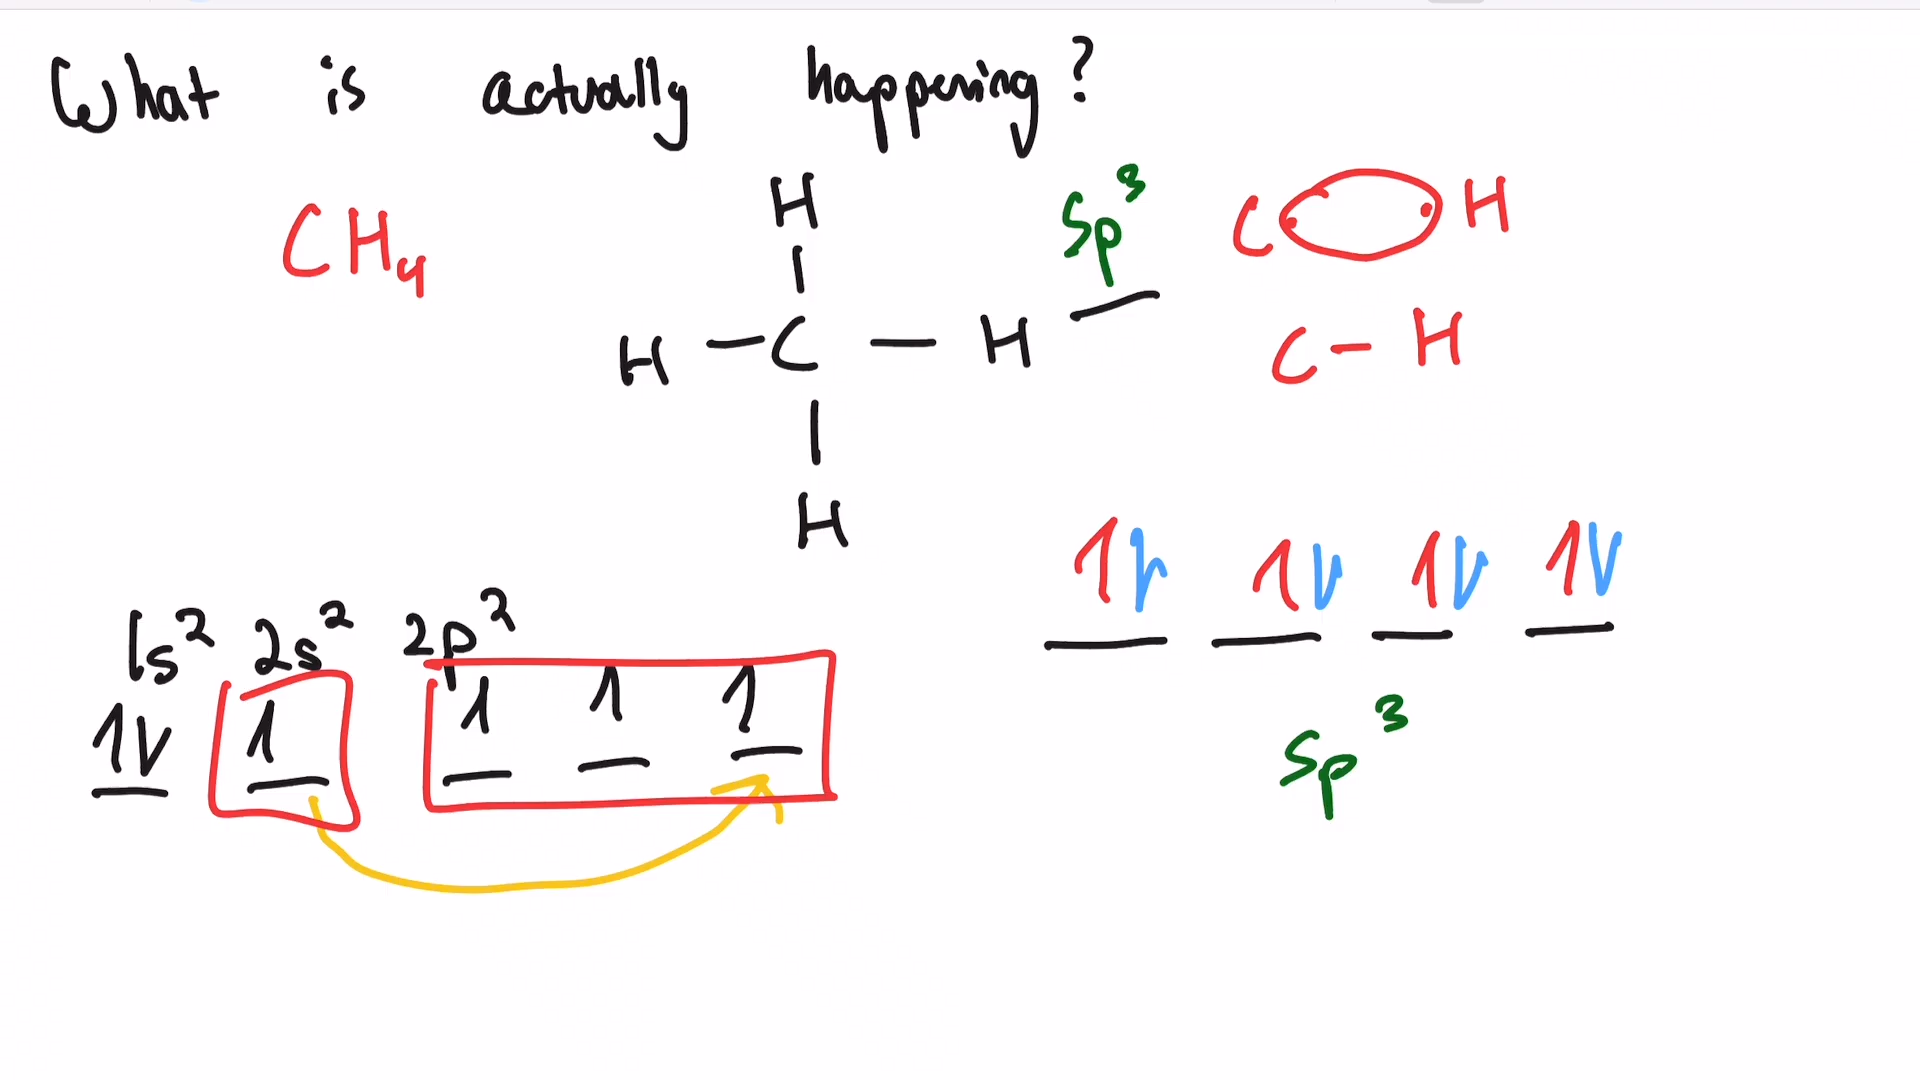 What is actually happening?
CH₄
H
H – C – H
H
sp³
C H
C – H
1s² 2s² 2p²
sp³